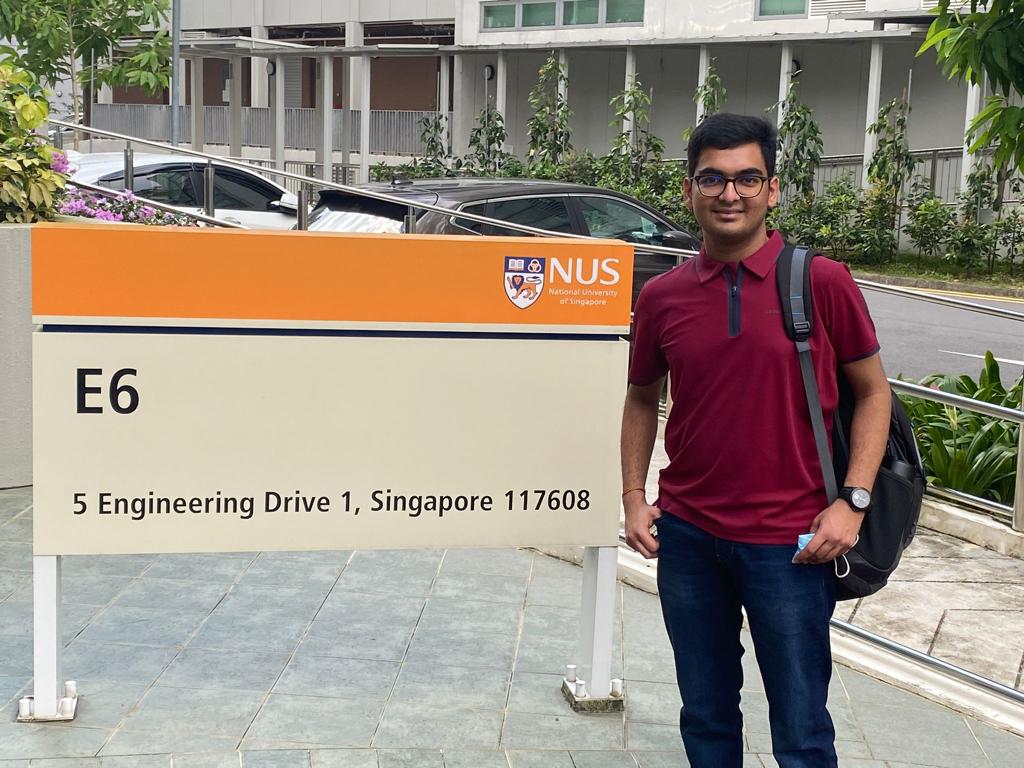 NUS
National University
of Singapore
E6
5 Engineering Drive 1, Singapore 117608